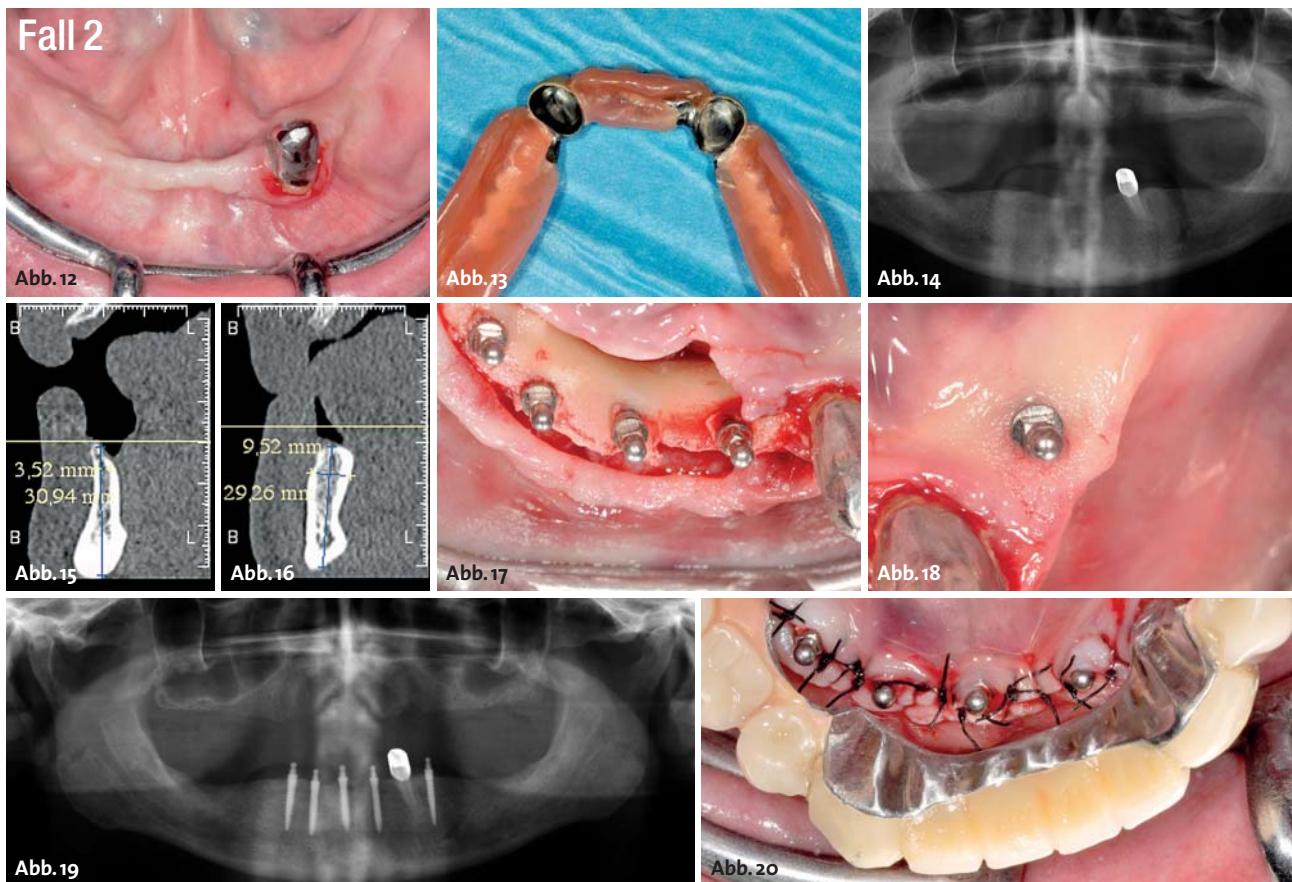 Fall 2
Abb. 12
Abb. 13
Abb. 14
B
L
3,52 mm
30,94 mm
B
L
Abb. 15
B
L
9,52 mm
29,26 mm
B
L
Abb. 16
Abb. 17
Abb. 18
Abb. 19
Abb. 20